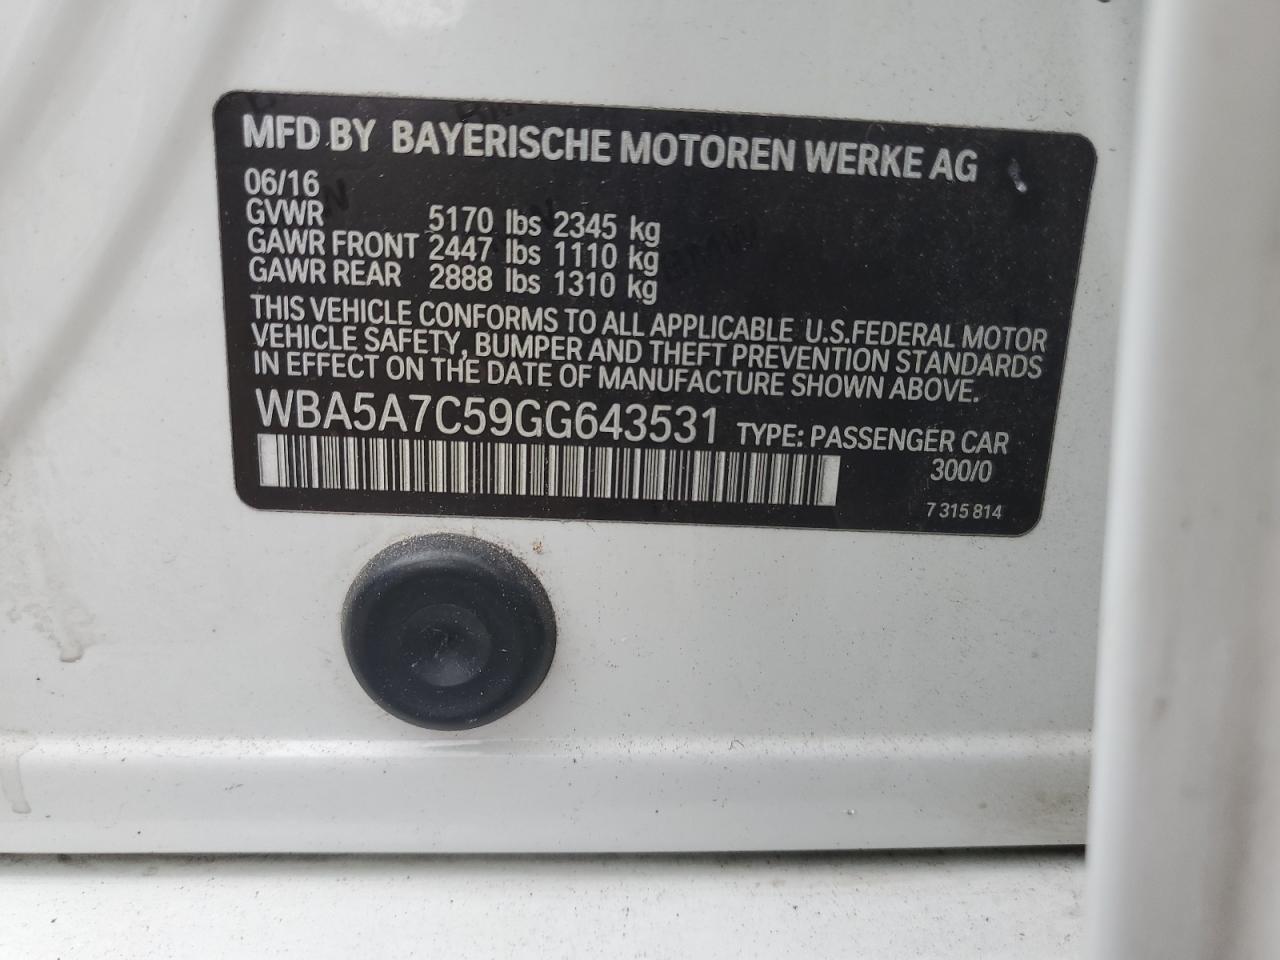 MFD BY BAYERISCHE MOTOREN WERKE AG
06/16
GVWR 5170 lbs 2345 kg
GAWR FRONT 2447 lbs 1110 kg
GAWR REAR 2888 lbs 1310 kg
THIS VEHICLE CONFORMS TO ALL APPLICABLE U.S.FEDERAL MOTOR
VEHICLE SAFETY, BUMPER AND THEFT PREVENTION STANDARDS
IN EFFECT ON THE DATE OF MANUFACTURE SHOWN ABOVE.
WBA5A7C59GG643531 TYPE: PASSENGER CAR
300/0
7 315 814